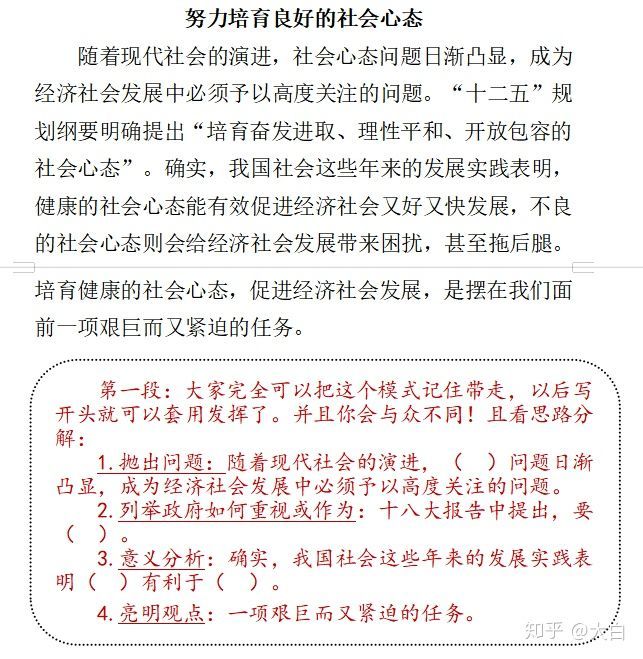 努力培育良好的社会心态
随着现代社会的演进，社会心态问题日渐凸显，成为
经济社会发展中必须予以高度关注的问题。“十二五”规
划纲要明确提出“培育奋发进取、理性平和、开放包容的
社会心态”。确实，我国社会这些年来的发展实践表明，
健康的社会心态能有效促进经济社会又好又快发展，不良
的社会心态则会给经济社会发展带来困扰，甚至拖后腿。
培育健康的社会心态，促进经济社会发展，是摆在我们面
前一项艰巨而又紧迫的任务。
第一段：大家完全可以把这个模式记住带走，以后写
开头就可以套用发挥了。并且你会与众不同！且看思路分
解：
1.抛出问题：随着现代社会的演进，（  ）问题日渐
凸显，成为经济社会发展中必须予以高度关注的问题。
2.列举政府如何重视或作为：十八大报告中提出，要
（  ）。
3.意义分析：确实，我国社会这些年来的发展实践表
明（  ）有利于（  ）。
4.亮明观点：一项艰巨而又紧迫的任务。
知乎 @大白